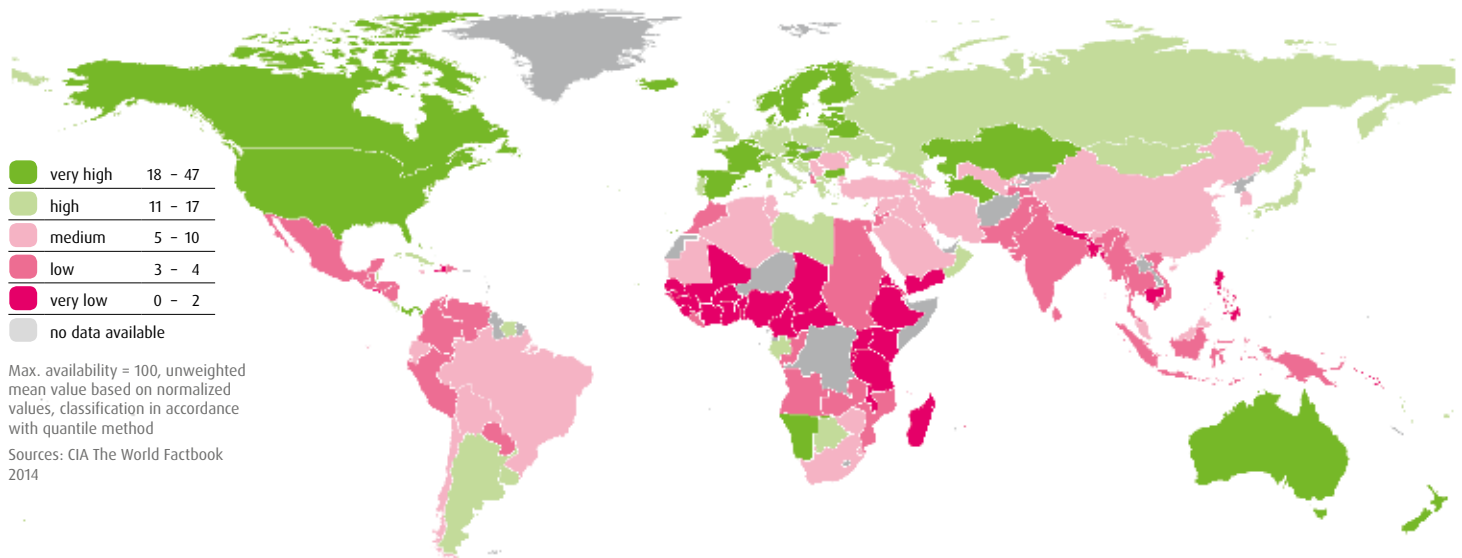 very high 18 – 47
high 11 – 17
medium 5 – 10
low 3 – 4
very low 0 – 2
no data available
Max. availability = 100, unweighted
mean value based on normalized
values, classification in accordance
with quantile method
Sources: CIA The World Factbook
2014